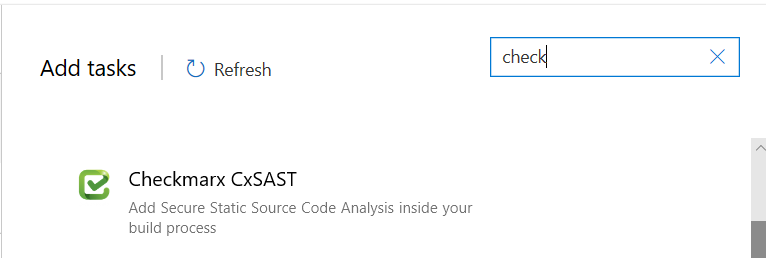 Add tasks
Refresh
check
Checkmarx CxSAST
Add Secure Static Source Code Analysis inside your
build process